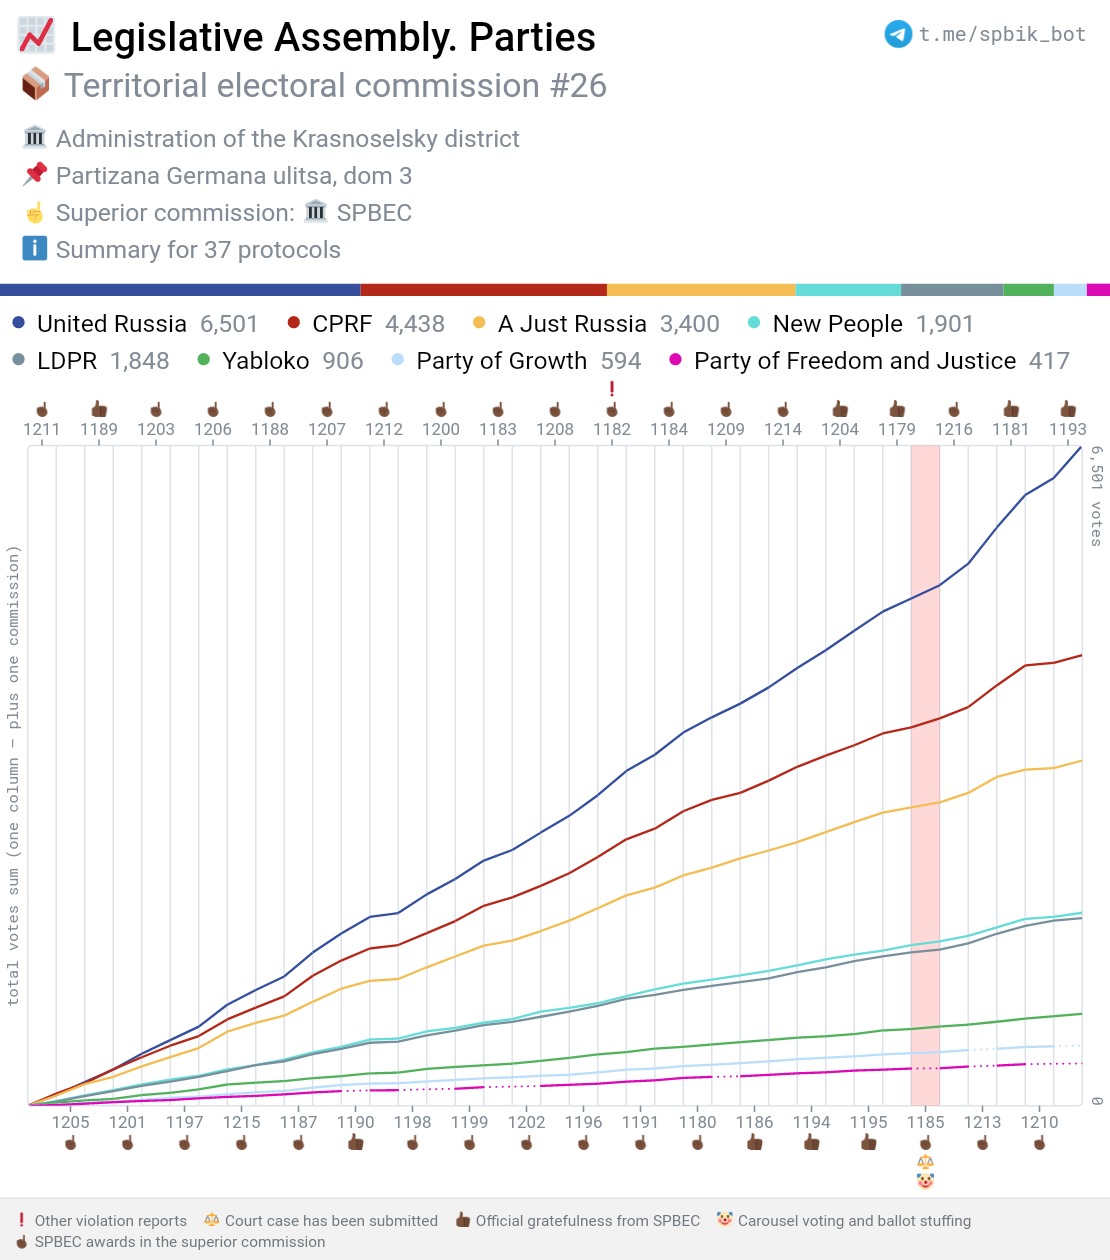 Legislative Assembly. Parties
t.me/spbik_bot
Territorial electoral commission #26
Administration of the Krasnoselsky district
Partizana Germana ulitsa, dom 3
Superior commission: SPBEC
Summary for 37 protocols
United Russia 6,501 CPRF 4,438 A Just Russia 3,400 New People 1,901
LDPR 1,848 Yabloko 906 Party of Growth 594 Party of Freedom and Justice 417
1211 1189 1203 1206 1188 1207 1212 1200 1183 1208 1182 1184 1209 1214 1204 1179 1216 1181 1193
6,501 votes
total votes sum (one column — plus one commission)
0
1205 1201 1197 1215 1187 1190 1198 1199 1202 1196 1191 1180 1186 1194 1195 1185 1213 1210
Other violation reports Court case has been submitted Official gratefulness from SPBEC Carousel voting and ballot stuffing
SPBEC awards in the superior commission